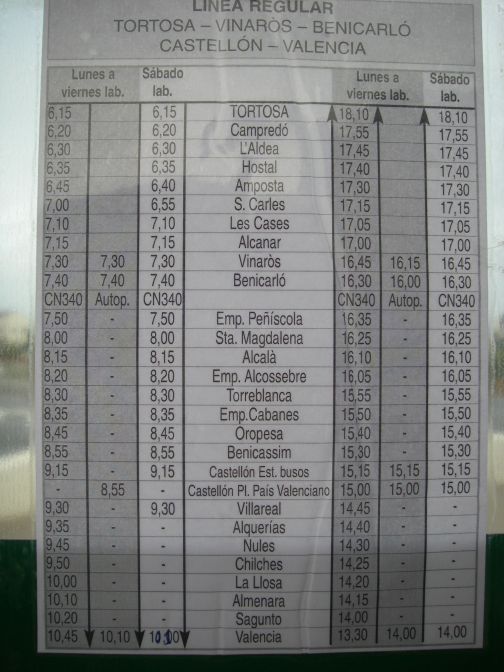 LÍNEA REGULAR
TORTOSA – VINARÒS – BENICARLÓ
CASTELLÓN – VALENCIA
Lunes a viernes lab. Sábado lab. Lunes a viernes lab. Sábado lab.
6,15 6,15 TORTOSA 18,10 18,10
6,20 6,20 Campredó 17,55 17,55
6,30 6,30 L'Aldea 17,45 17,45
6,35 6,35 Hostal 17,40 17,40
6,45 6,40 Amposta 17,30 17,30
7,00 6,55 S. Carles 17,15 17,15
7,10 7,10 Les Cases 17,05 17,05
7,15 7,15 Alcanar 17,00 17,00
7,30 7,30 7,30 Vinaròs 16,45 16,15 16,45
7,40 7,40 7,40 Benicarló 16,30 16,00 16,30
CN340 Autop. CN340 CN340 Autop. CN340
7,50 - 7,50 Emp. Peñíscola 16,35 - 16,35
8,00 - 8,00 Sta. Magdalena 16,25 - 16,25
8,15 - 8,15 Alcalà 16,10 - 16,10
8,20 - 8,20 Emp. Alcossebre 16,05 - 16,05
8,30 - 8,30 Torreblanca 15,55 - 15,55
8,35 - 8,35 Emp.Cabanes 15,50 - 15,50
8,45 - 8,45 Oropesa 15,40 - 15,40
8,55 - 8,55 Benicassim 15,30 - 15,30
9,15 - 9,15 Castellón Est. busos 15,15 15,15 15,15
- 8,55 - Castellón Pl. País Valenciano 15,00 15,00 15,00
9,30 - 9,30 Villareal 14,45 - -
9,35 - - Alquerías 14,40 - -
9,45 - - Nules 14,30 - -
9,50 - - Chilches 14,25 - -
10,00 - - La Llosa 14,20 - -
10,10 - - Almenara 14,15 - -
10,20 - - Sagunto 14,00 - -
10,45 10,10 Valencia 13,30 14,00 14,00